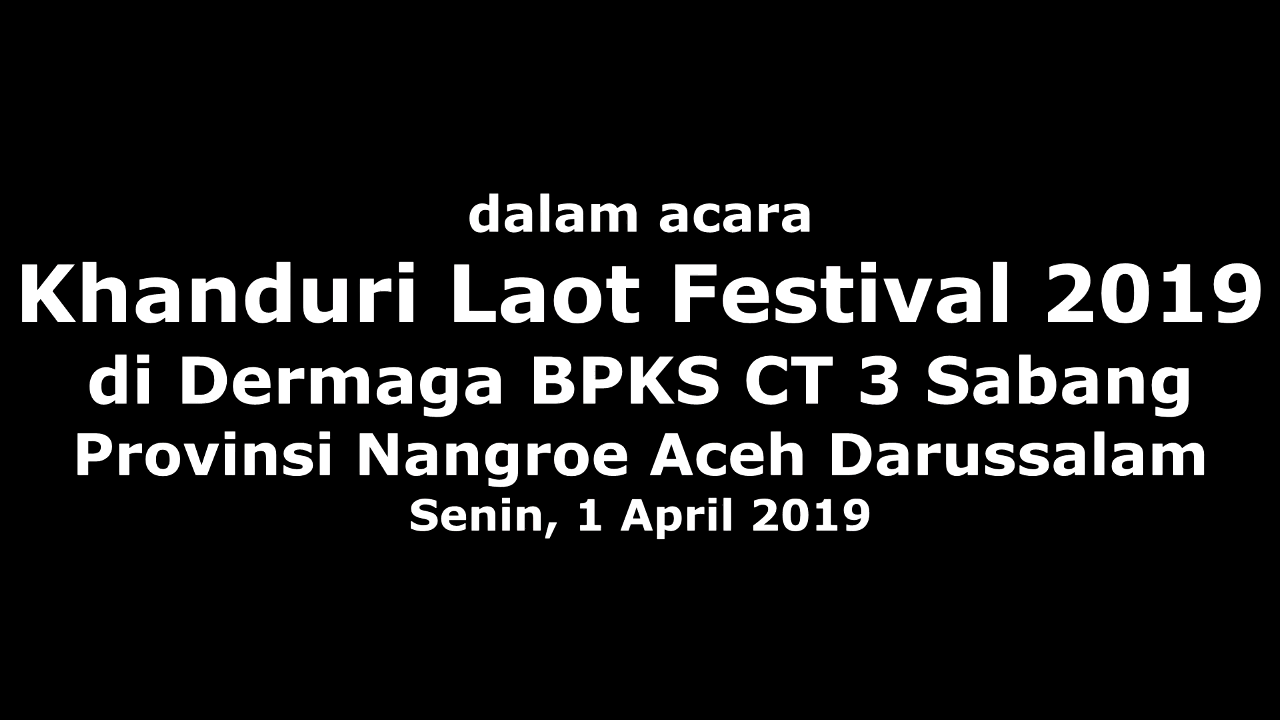 dalam acara
Khanduri Laot Festival 2019
di Dermaga BPKS CT 3 Sabang
Provinsi Nangroe Aceh Darussalam
Senin, 1 April 2019